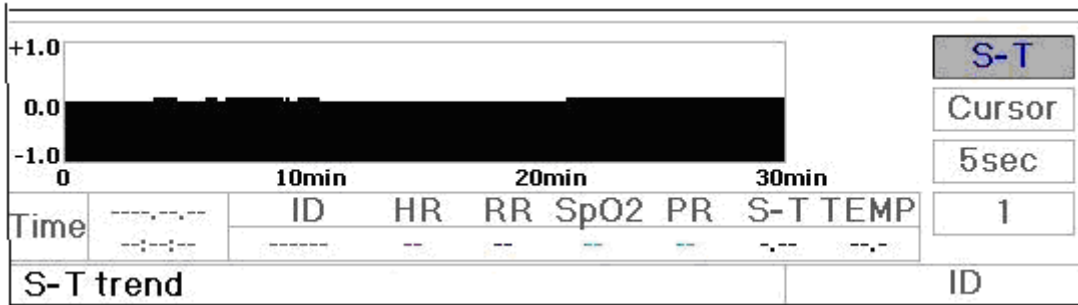 +1.0
0.0
-1.0
0 10min 20min 30min
S-T
Cursor
5sec
1
Time ----.--.-- ID HR RR SpO2 PR S-T TEMP
--:--:-- ------ -- -- -- -- -.-- --.-
S-T trend ID